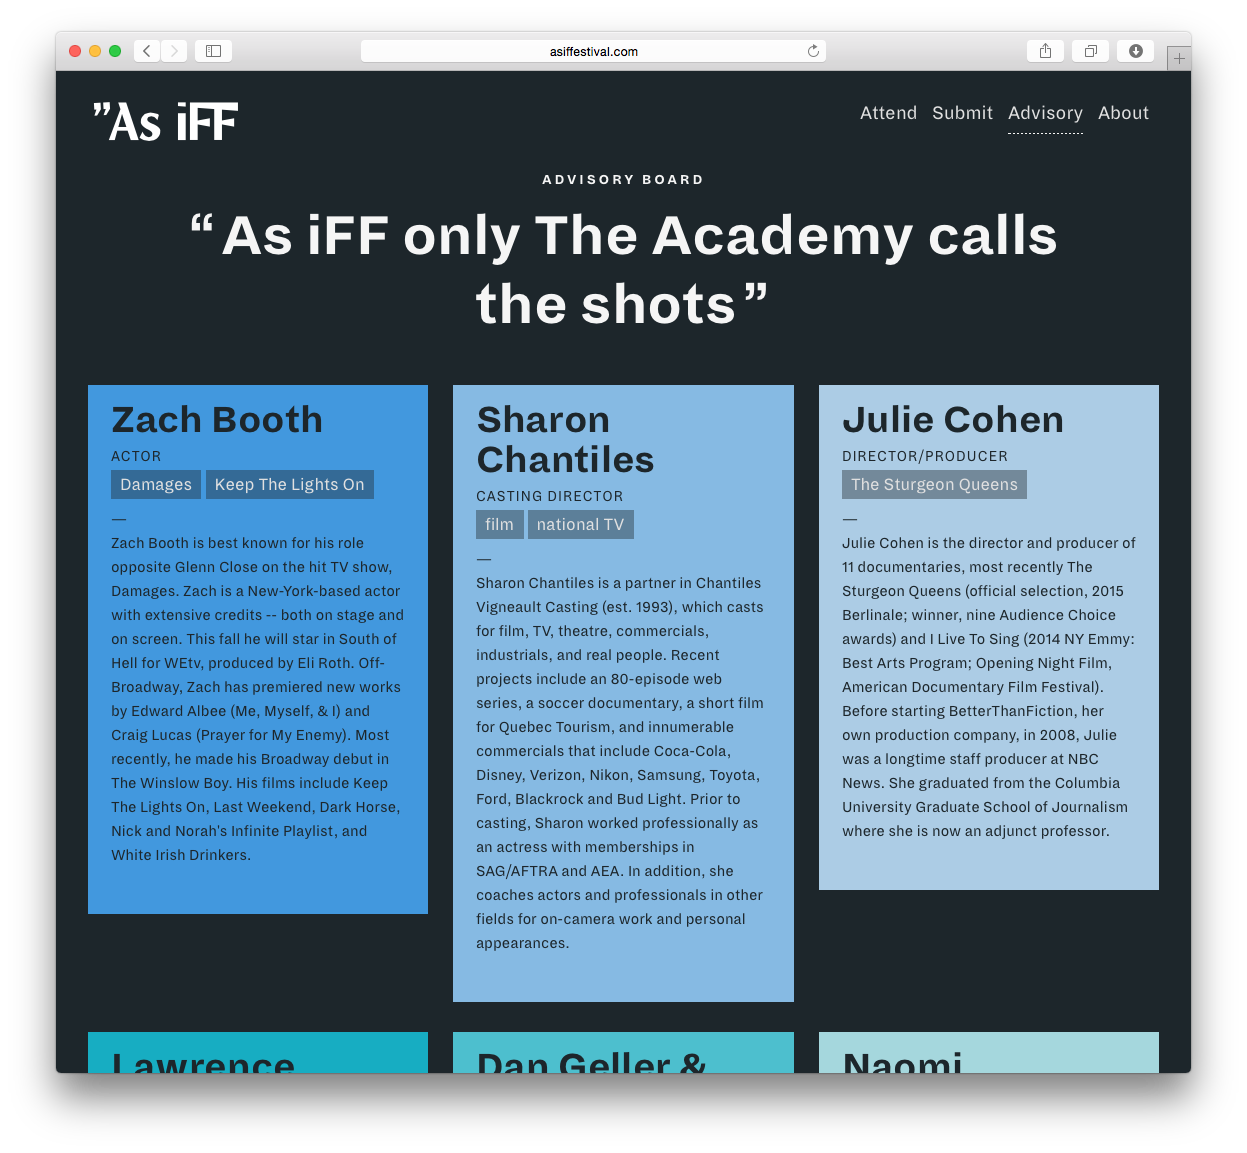 asiffestival.com
”As iFF
Attend Submit Advisory About
ADVISORY BOARD
“As iFF only The Academy calls
the shots”
Zach Booth
ACTOR
Damages Keep The Lights On
—
Zach Booth is best known for his role
opposite Glenn Close on the hit TV show,
Damages. Zach is a New-York-based actor
with extensive credits -- both on stage and
on screen. This fall he will star in South of
Hell for WEtv, produced by Eli Roth. Off-
Broadway, Zach has premiered new works
by Edward Albee (Me, Myself, & I) and
Craig Lucas (Prayer for My Enemy). Most
recently, he made his Broadway debut in
The Winslow Boy. His films include Keep
The Lights On, Last Weekend, Dark Horse,
Nick and Norah's Infinite Playlist, and
White Irish Drinkers.
Sharon
Chantiles
CASTING DIRECTOR
film national TV
—
Sharon Chantiles is a partner in Chantiles
Vigneault Casting (est. 1993), which casts
for film, TV, theatre, commercials,
industrials, and real people. Recent
projects include an 80-episode web
series, a soccer documentary, a short film
for Quebec Tourism, and innumerable
commercials that include Coca-Cola,
Disney, Verizon, Nikon, Samsung, Toyota,
Ford, Blackrock and Bud Light. Prior to
casting, Sharon worked professionally as
an actress with memberships in
SAG/AFTRA and AEA. In addition, she
coaches actors and professionals in other
fields for on-camera work and personal
appearances.
Julie Cohen
DIRECTOR/PRODUCER
The Sturgeon Queens
—
Julie Cohen is the director and producer of
11 documentaries, most recently The
Sturgeon Queens (official selection, 2015
Berlinale; winner, nine Audience Choice
awards) and I Live To Sing (2014 NY Emmy:
Best Arts Program; Opening Night Film,
American Documentary Film Festival).
Before starting BetterThanFiction, her
own production company, in 2008, Julie
was a longtime staff producer at NBC
News. She graduated from the Columbia
University Graduate School of Journalism
where she is now an adjunct professor.
Lawrence
Dan Geller &
Naomi